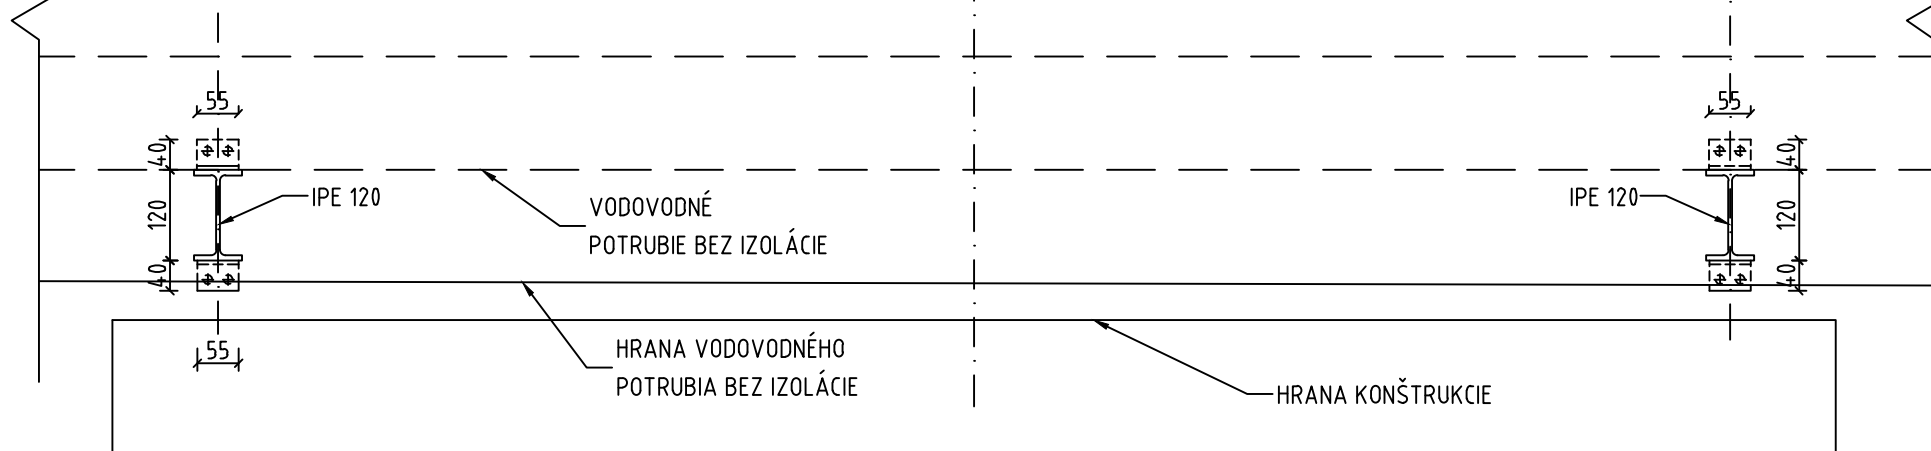 55
55
40
40
IPE 120
IPE 120
120
120
VODOVODNÉ
POTRUBIE BEZ IZOLÁCIE
40
40
55
HRANA VODOVODNÉHO
POTRUBIA BEZ IZOLÁCIE
HRANA KONŠTRUKCIE